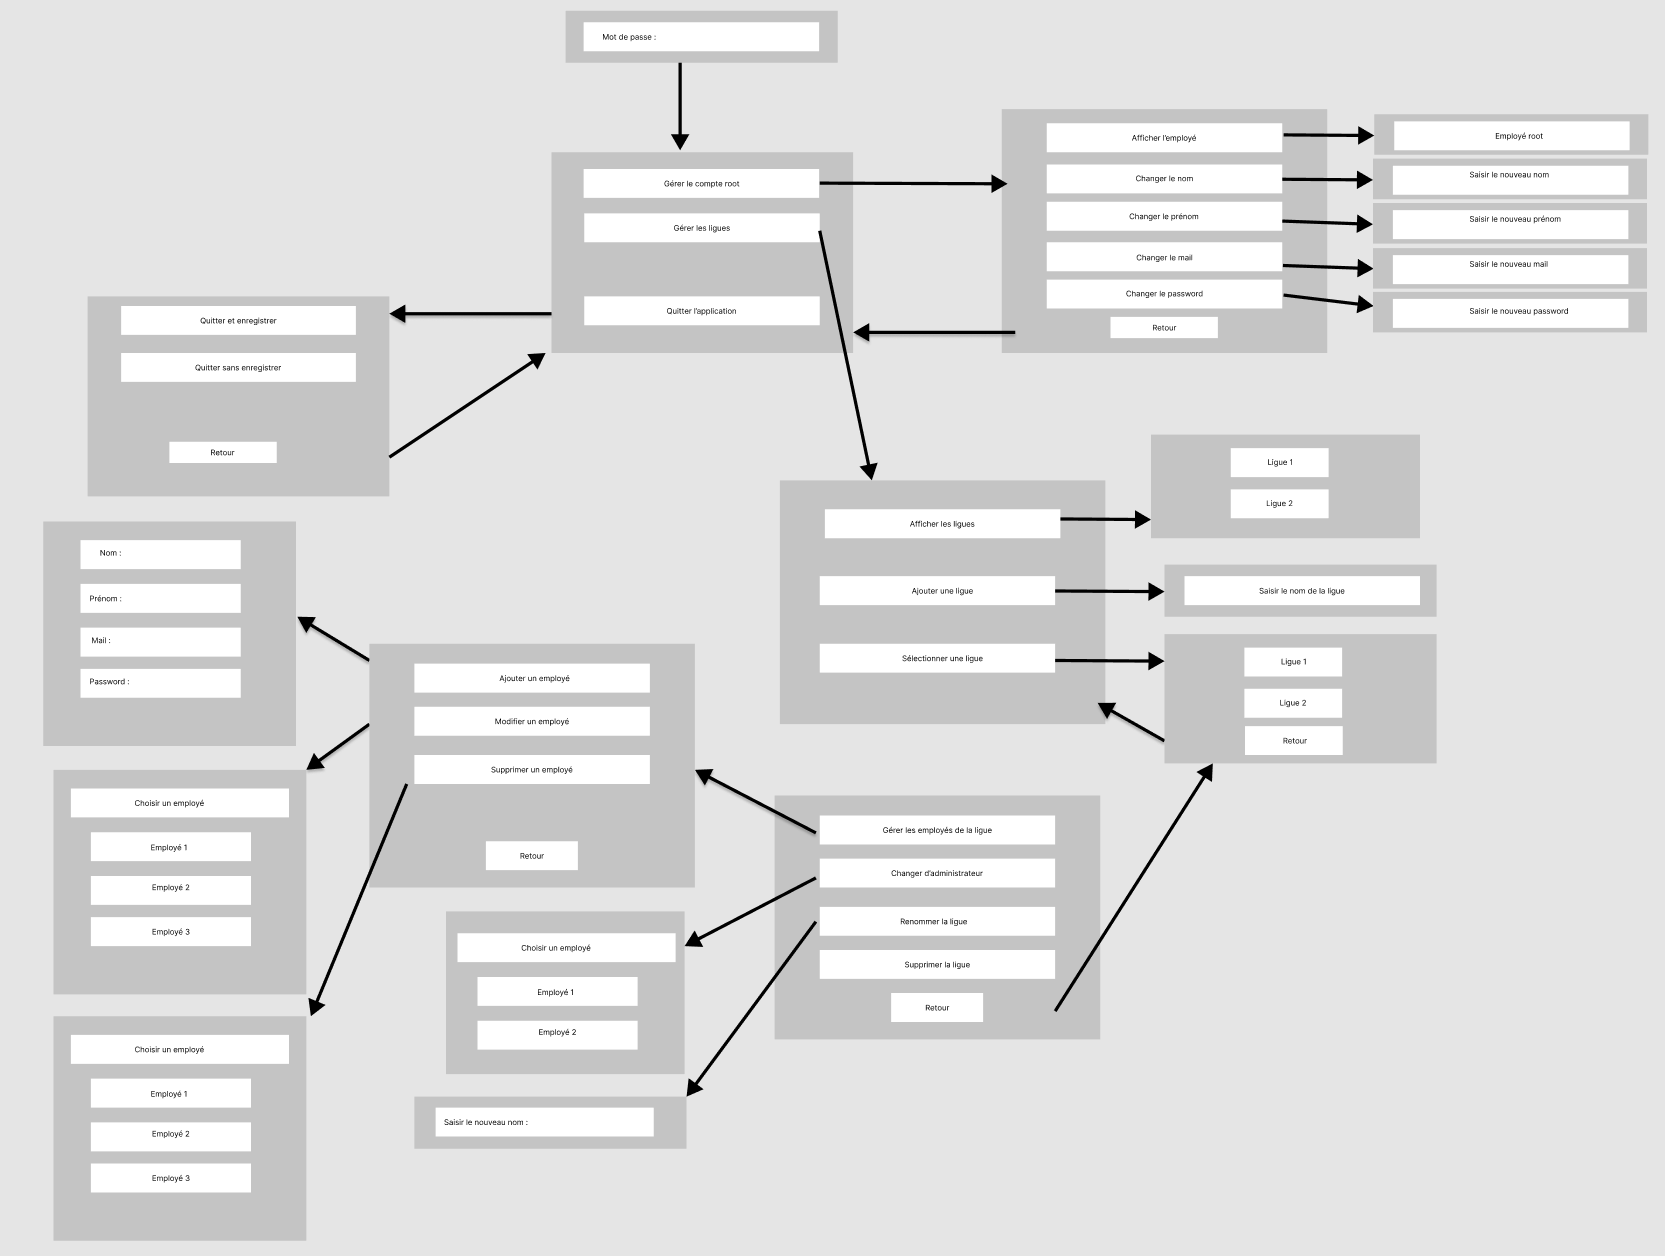 Mot de passe :
Gérer le compte root
Gérer les ligues
Quitter l'application
Afficher l'employé
Changer le nom
Changer le prénom
Changer le mail
Changer le password
Retour
Employé root
Saisir le nouveau nom
Saisir le nouveau prénom
Saisir le nouveau mail
Saisir le nouveau password
Quitter et enregistrer
Quitter sans enregistrer
Retour
Afficher les ligues
Ajouter une ligue
Sélectionner une ligue
Ligue 1
Ligue 2
Saisir le nom de la ligue
Ligue 1
Ligue 2
Retour
Nom :
Prénom :
Mail :
Password :
Ajouter un employé
Modifier un employé
Supprimer un employé
Retour
Gérer les employés de la ligue
Changer d'administrateur
Renommer la ligue
Supprimer la ligue
Retour
Choisir un employé
Employé 1
Employé 2
Employé 3
Choisir un employé
Employé 1
Employé 2
Saisir le nouveau nom :
Choisir un employé
Employé 1
Employé 2
Employé 3